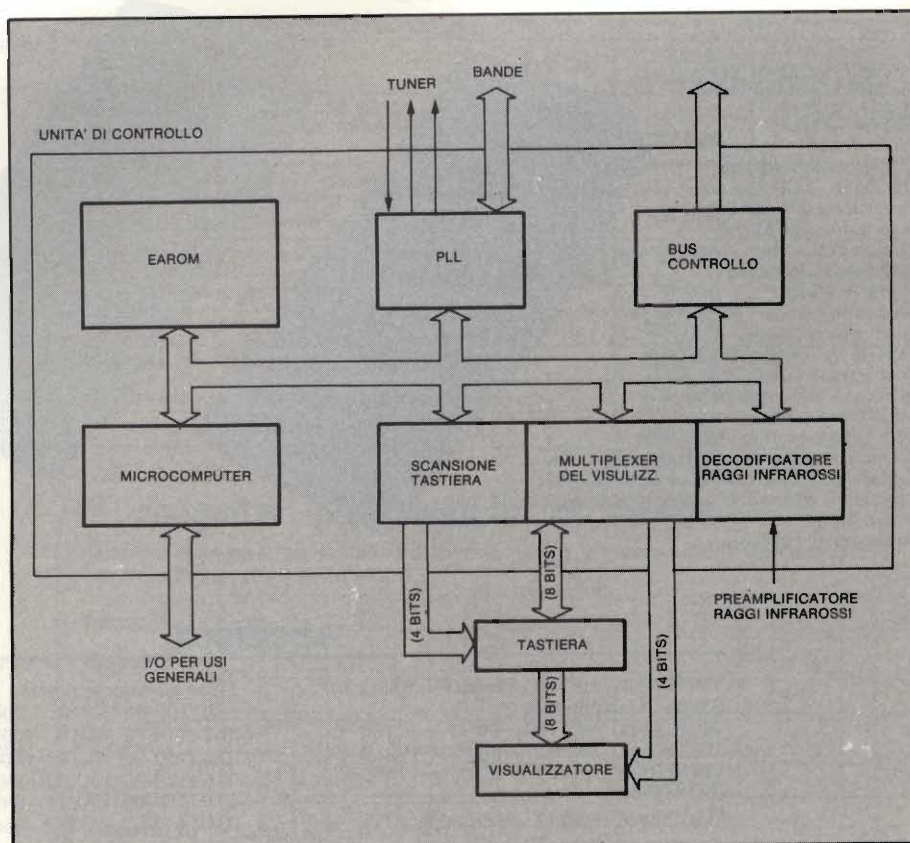 TUNER
BANDE
UNITA' DI CONTROLLO
EAROM
PLL
BUS
CONTROLLO
MICROCOMPUTER
SCANSIONE
TASTIERA
MULTIPLEXER
DEL VISULIZZ.
DECODIFICATORE
RAGGI INFRAROSSI
(4 BITS)
(8 BITS)
(4 BITS)
PREAMPLIFICATORE
RAGGI INFRAROSSI
I/O PER USI
GENERALI
TASTIERA
(8 BITS)
VISUALIZZATORE